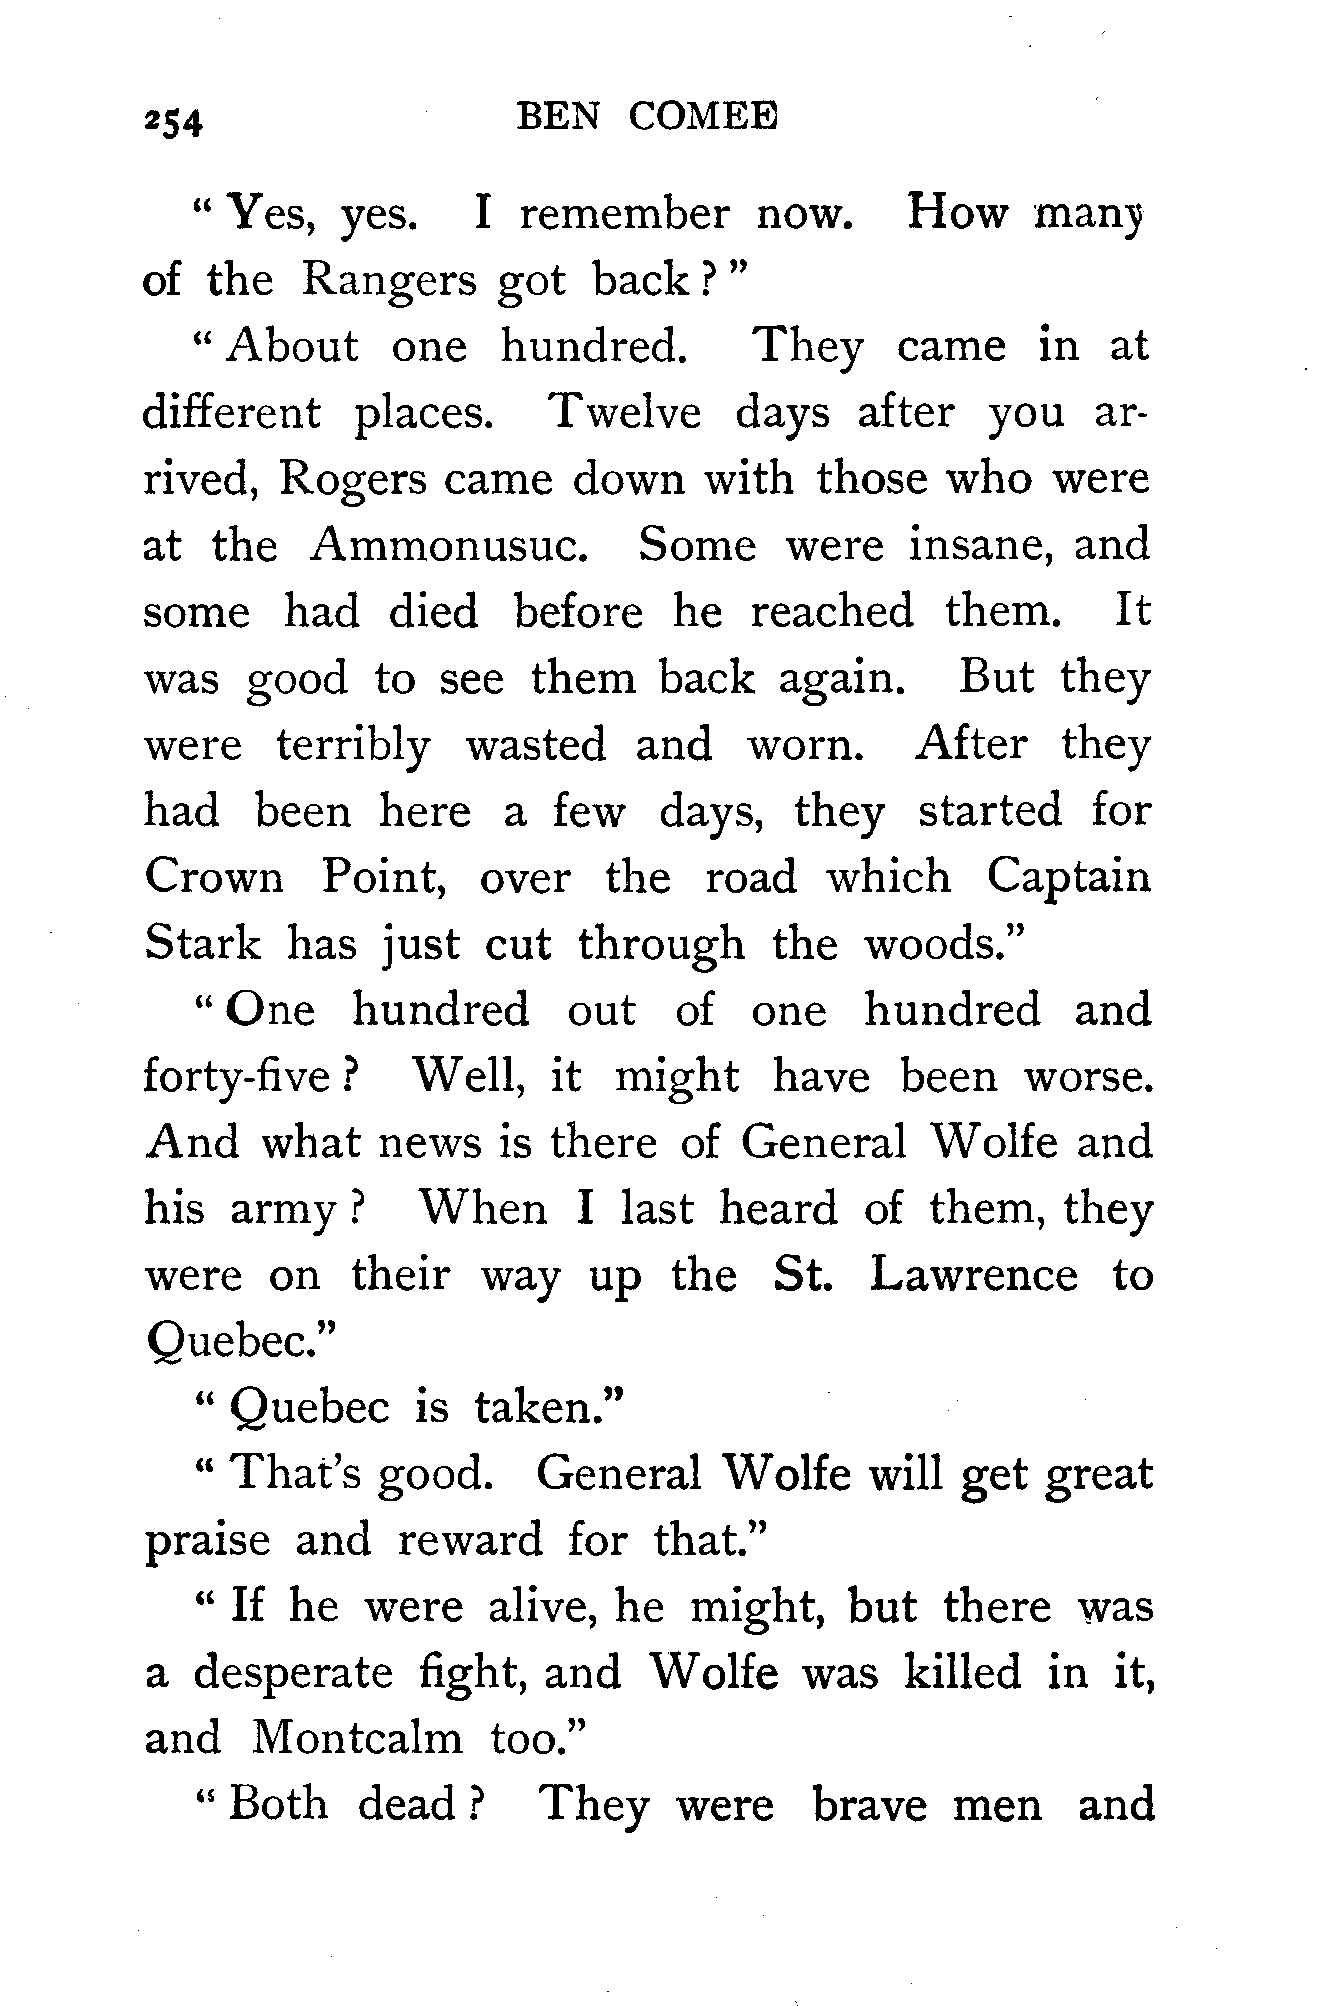 254 BEN COMEE
“ Yes, yes. I remember now. How many
of the Rangers got back ? ”
“ About one hundred. They came in at
different places. Twelve days after you ar-
rived, Rogers came down with those who were
at the Ammonusuc. Some were insane, and
some had died before he reached them. It
was good to see them back again. But they
were terribly wasted and worn. After they
had been here a few days, they started for
Crown Point, over the road which Captain
Stark has just cut through the woods.”
“ One hundred out of one hundred and
forty-five ? Well, it might have been worse.
And what news is there of General Wolfe and
his army ? When I last heard of them, they
were on their way up the St. Lawrence to
Quebec.”
“ Quebec is taken.”
“ That’s good. General Wolfe will get great
praise and reward for that.”
“ If he were alive, he might, but there was
a desperate fight, and Wolfe was killed in it,
and Montcalm too.”
“ Both dead ? They were brave men and